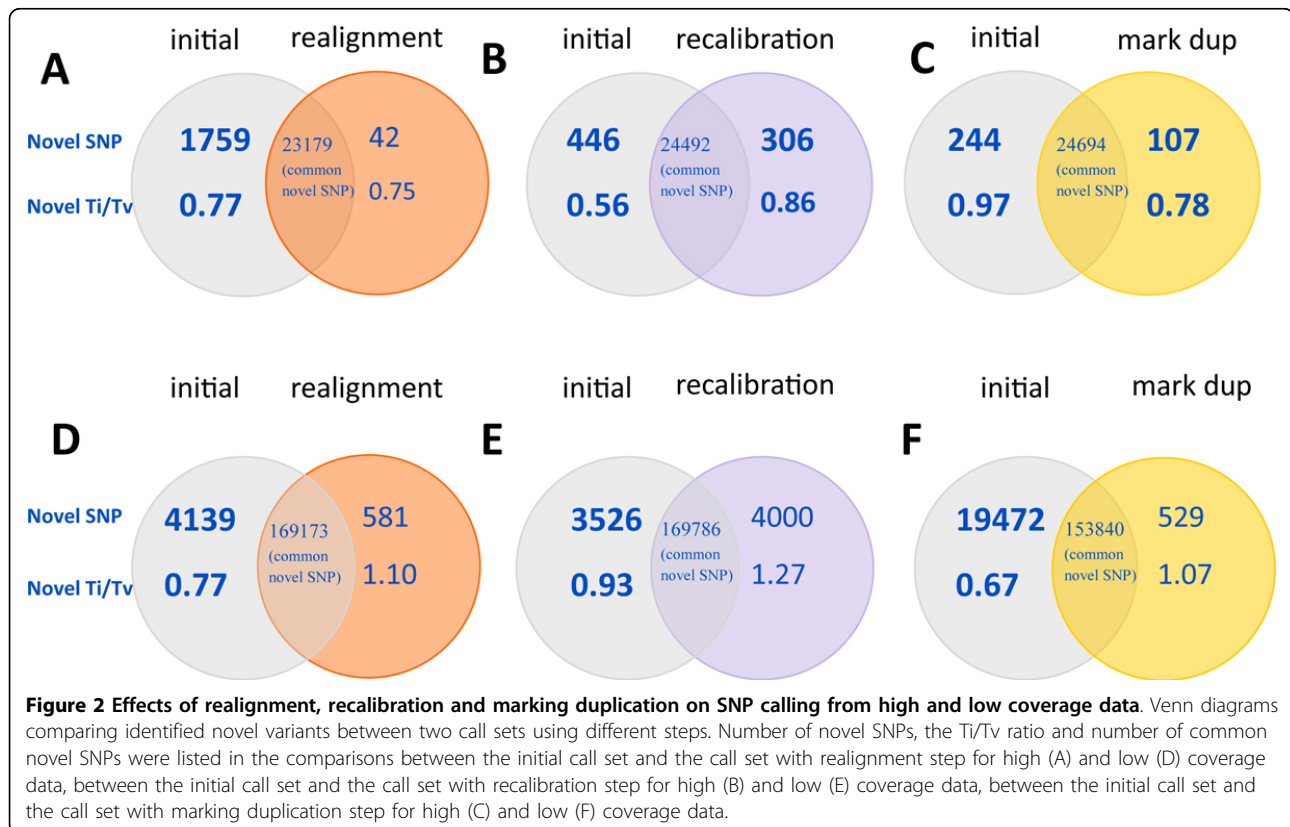 initial realignment initial recalibration initial mark dup
A B C
Novel SNP 1759 23179 42 446 24492 306 244 24694 107
(common novel SNP) (common novel SNP) (common novel SNP)
Novel Ti/Tv 0.77 0.75 0.56 0.86 0.97 0.78
initial realignment initial recalibration initial mark dup
D E F
Novel SNP 4139 169173 581 3526 169786 4000 19472 153840 529
(common novel SNP) (common novel SNP) (common novel SNP)
Novel Ti/Tv 0.77 1.10 0.93 1.27 0.67 1.07
Figure 2 Effects of realignment, recalibration and marking duplication on SNP calling from high and low coverage data. Venn diagrams
comparing identified novel variants between two call sets using different steps. Number of novel SNPs, the Ti/Tv ratio and number of common
novel SNPs were listed in the comparisons between the initial call set and the call set with realignment step for high (A) and low (D) coverage
data, between the initial call set and the call set with recalibration step for high (B) and low (E) coverage data, between the initial call set and
the call set with marking duplication step for high (C) and low (F) coverage data.